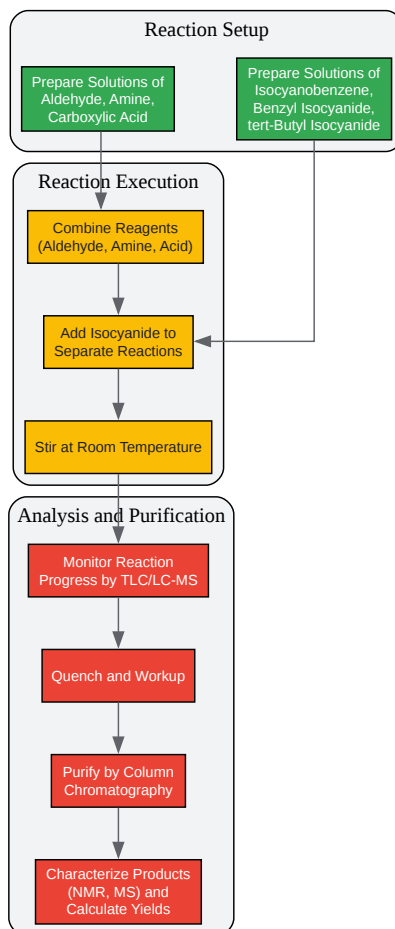 Reaction Setup
Prepare Solutions of
Aldehyde, Amine,
Carboxylic Acid
Prepare Solutions of
Isocyanobenzene,
Benzyl Isocyanide,
tert-Butyl Isocyanide
Reaction Execution
Combine Reagents
(Aldehyde, Amine, Acid)
Add Isocyanide to
Separate Reactions
Stir at Room Temperature
Analysis and Purification
Monitor Reaction
Progress by TLC/LC-MS
Quench and Workup
Purify by Column
Chromatography
Characterize Products
(NMR, MS) and
Calculate Yields